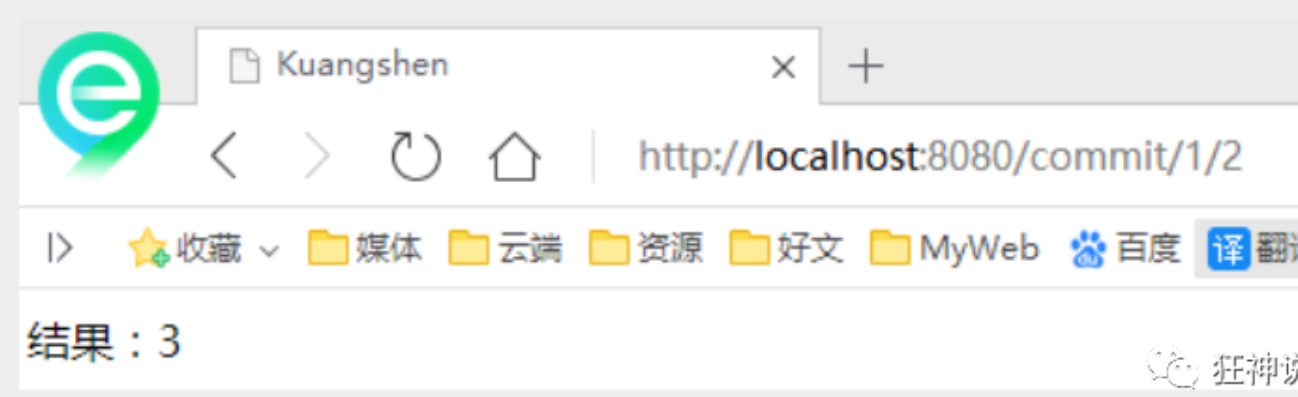 Kuangshen
http://localhost:8080/commit/1/2
收藏 媒体 云端 资源 好文 MyWeb 百度 译
结果：3
狂神